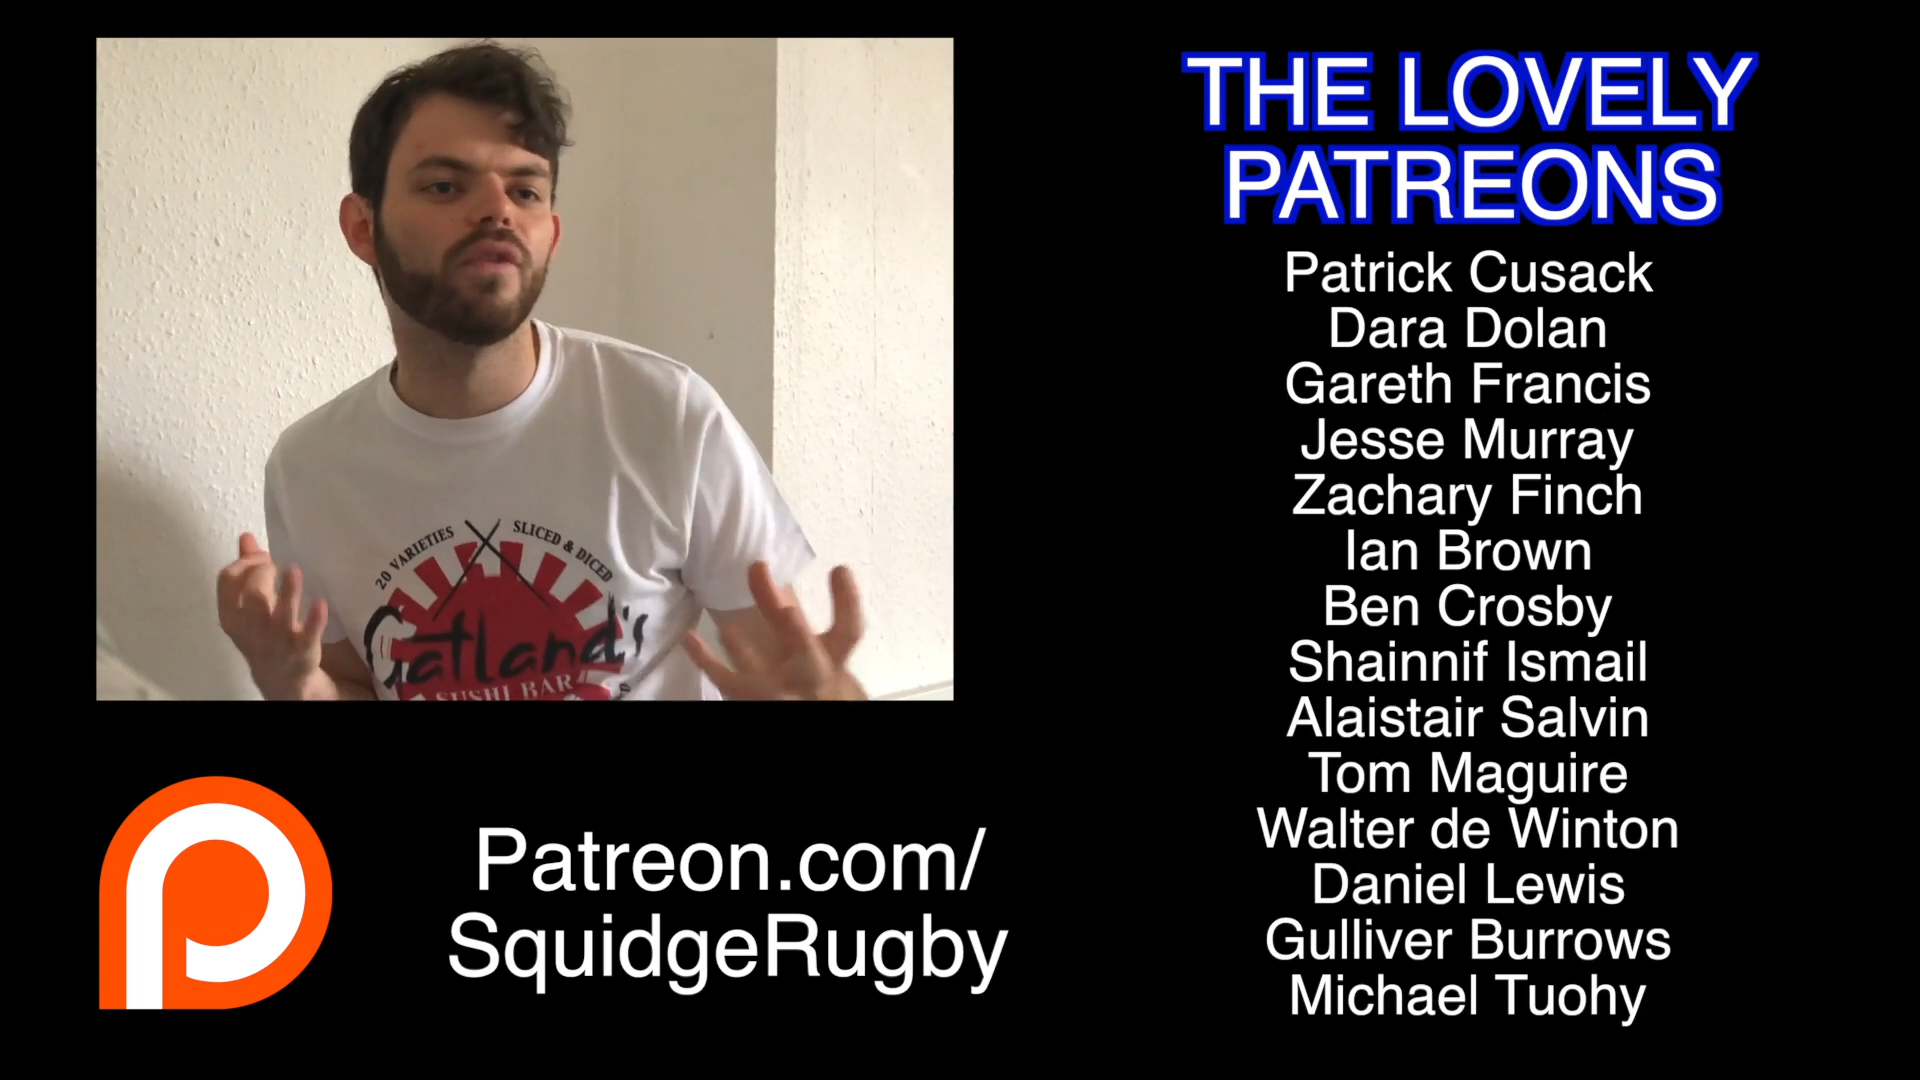 THE LOVELY
PATREONS
Patrick Cusack
Dara Dolan
Gareth Francis
Jesse Murray
Zachary Finch
Ian Brown
Ben Crosby
Shainnif Ismail
Alaistair Salvin
Tom Maguire
Walter de Winton
Daniel Lewis
Gulliver Burrows
Michael Tuohy
20 VARIETIES
SLICED & DICED
Gatland's
SUSHI BAR
Patreon.com/
SquidgeRugby